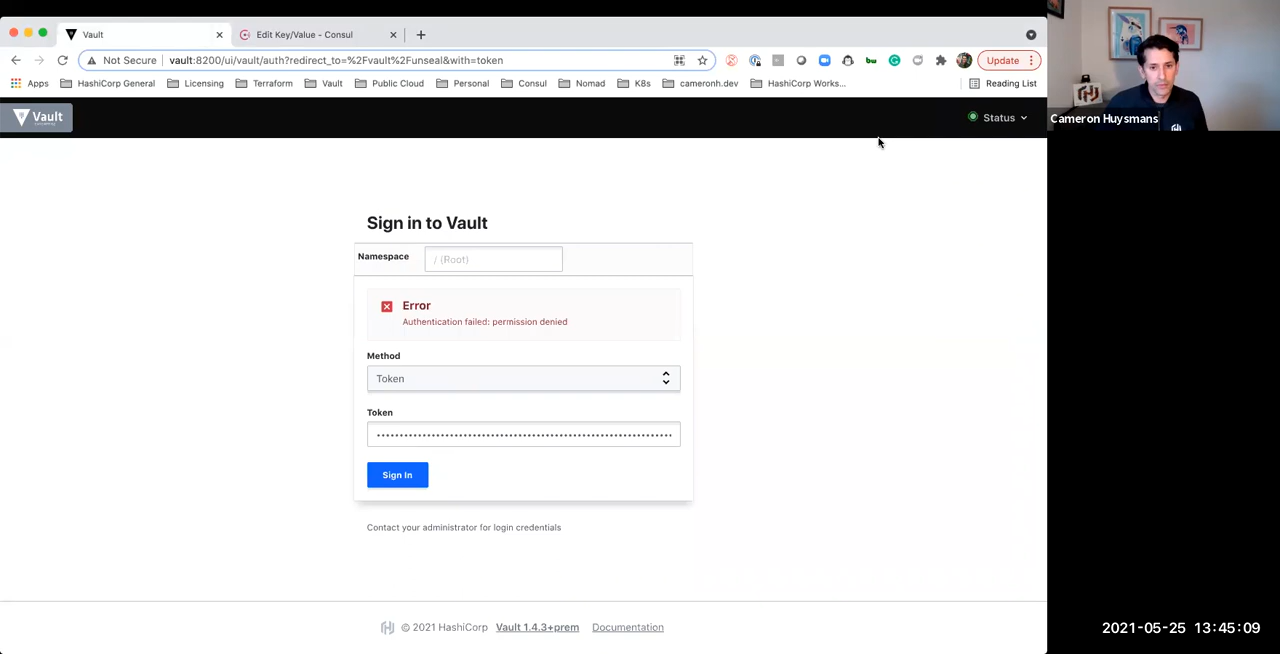 Vault
Edit Key/Value - Consul
Not Secure
vault:8200/ui/vault/auth?redirect_to=%2Fvault%2Funseal&with=token
Update
Apps
HashiCorp General
Licensing
Terraform
Vault
Public Cloud
Personal
Consul
Nomad
K8s
cameronh.dev
HashiCorp Works...
Reading List
Cameron Huysmans
Vault
Status
Sign in to Vault
Namespace
/ (Root)
Error
Authentication failed: permission denied
Method
Token
Token
Sign In
Contact your administrator for login credentials
© 2021 HashiCorp Vault 1.4.3+prem Documentation
2021-05-25 13:45:09